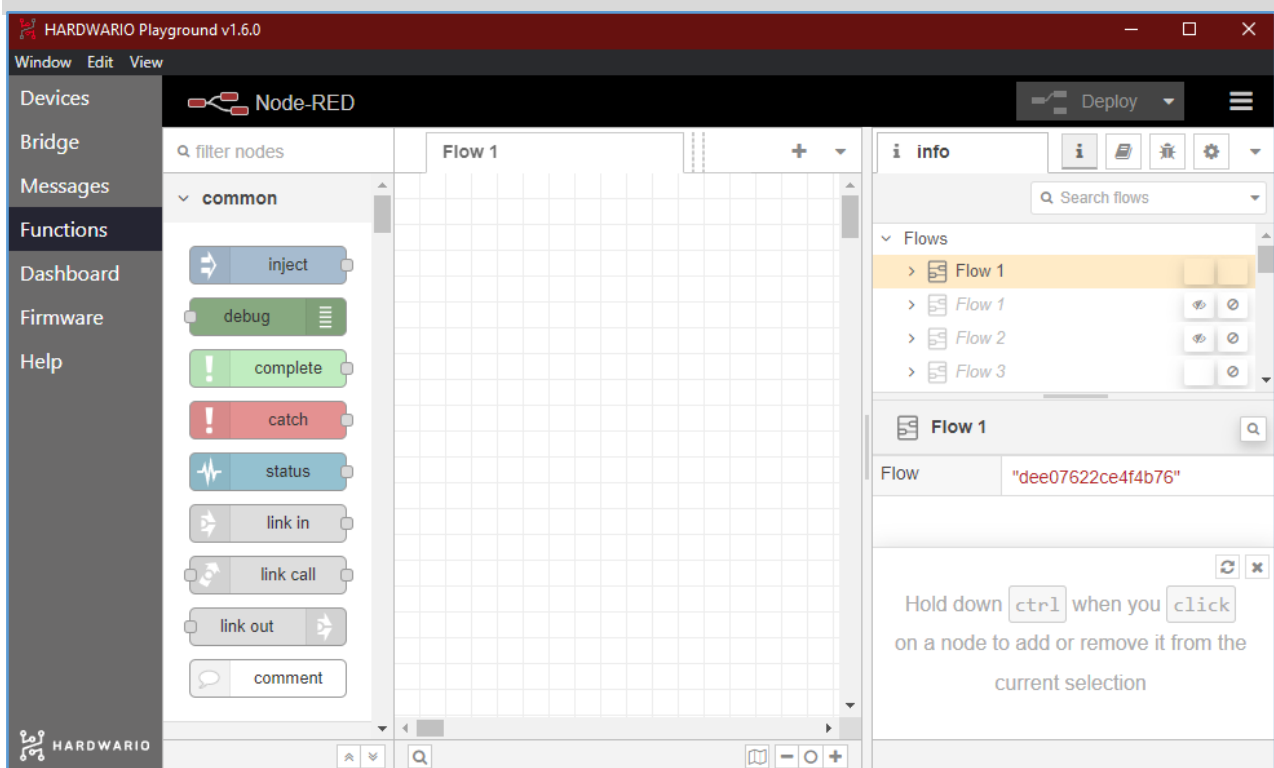 HARDWARIO Playground v1.6.0
Window Edit View
Devices
Bridge
Messages
Functions
Dashboard
Firmware
Help
HARDWARIO
Node-RED
Deploy
filter nodes
common
inject
debug
complete
catch
status
link in
link call
link out
comment
Flow 1
info
Search flows
Flows
Flow 1
Flow 1
Flow 2
Flow 3
Flow 1
Flow "dee07622ce4f4b76"
Hold down ctrl when you click
on a node to add or remove it from the
current selection